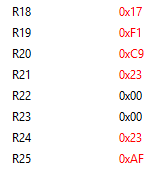 R18 0x17
R19 0xF1
R20 0xC9
R21 0x23
R22 0x00
R23 0x00
R24 0x23
R25 0xAF